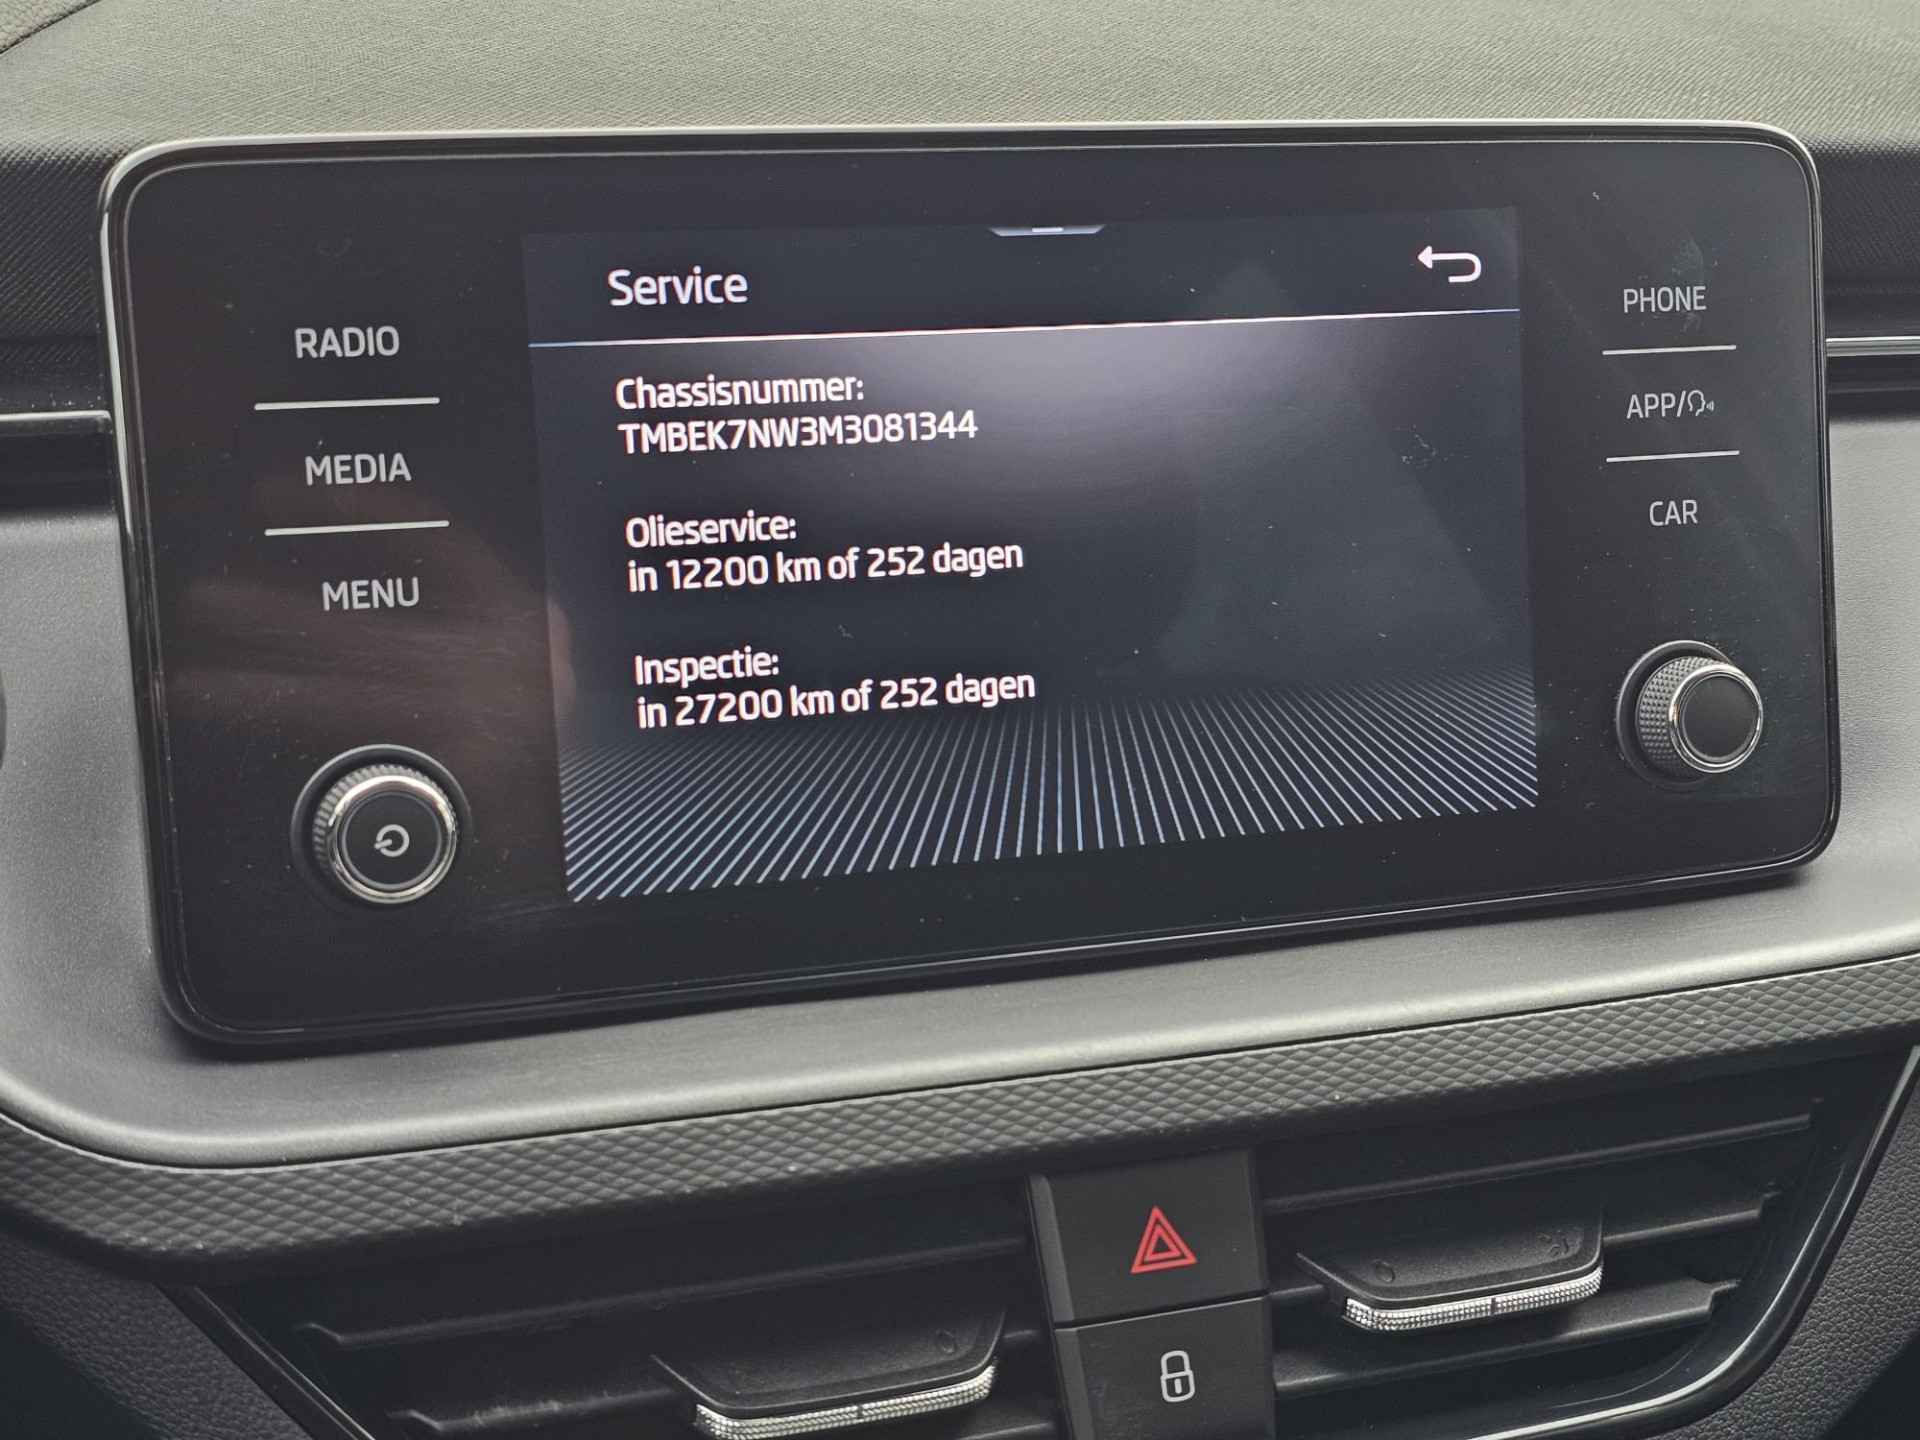 Service
RADIO
MEDIA
MENU
Chassisnummer:
TMBEK7NW3M3081344
Olieservice:
in 12200 km of 252 dagen
Inspectie:
in 27200 km of 252 dagen
PHONE
APP/
CAR